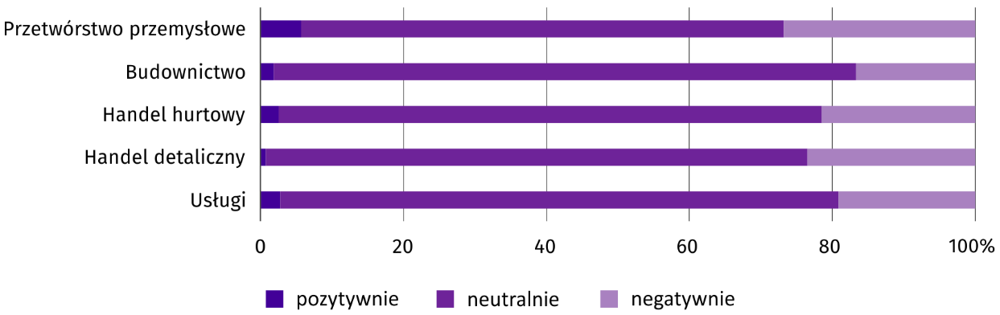 Przetwórstwo przemysłowe
Budownictwo
Handel hurtowy
Handel detaliczny
Usługi
0 20 40 60 80 100%
pozytywnie neutralnie negatywnie